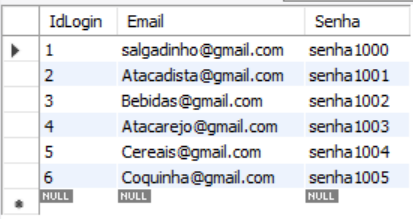 IdLogin Email Senha
1 salgadinho@gmail.com senha1000
2 Atacadista@gmail.com senha1001
3 Bebidas@gmail.com senha1002
4 Atacarejo@gmail.com senha1003
5 Cereais@gmail.com senha1004
6 Coquinha@gmail.com senha1005
NULL NULL NULL